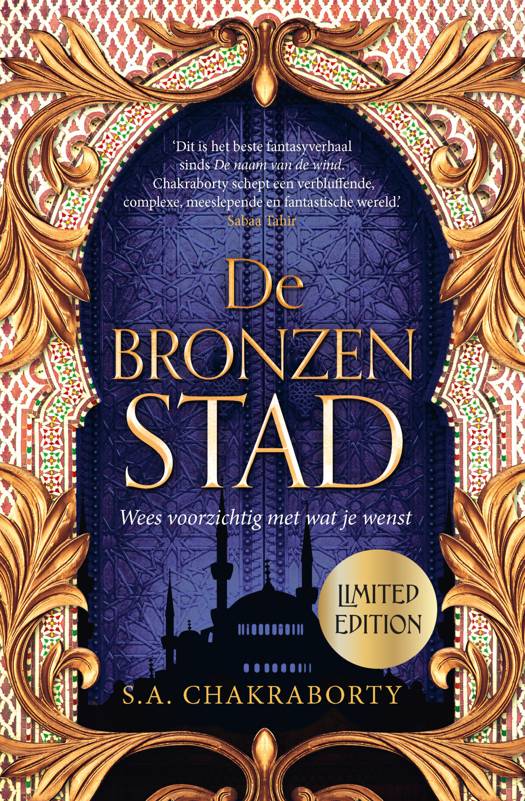 ‘Dit is het beste fantasyverhaal
sinds De naam van de wind.
Chakraborty schept een verbluffende,
complexe, meeslepende en fantastische wereld.’
Sabaa Tahir
De
BRONZEN
STAD
Wees voorzichtig met wat je wenst
LIMITED
EDITION
S.A. CHAKRABORTY